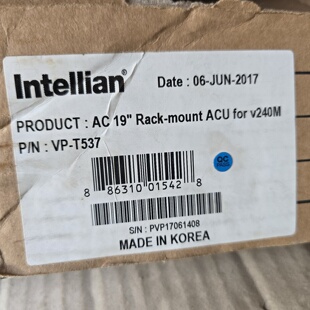 Intellian®
Date : 06-JUN-2017
PRODUCT : AC 19" Rack-mount ACU for v240M
P/N : VP-T537
QC
8 86310 01542 8
S/N : PVP17061408
MADE IN KOREA